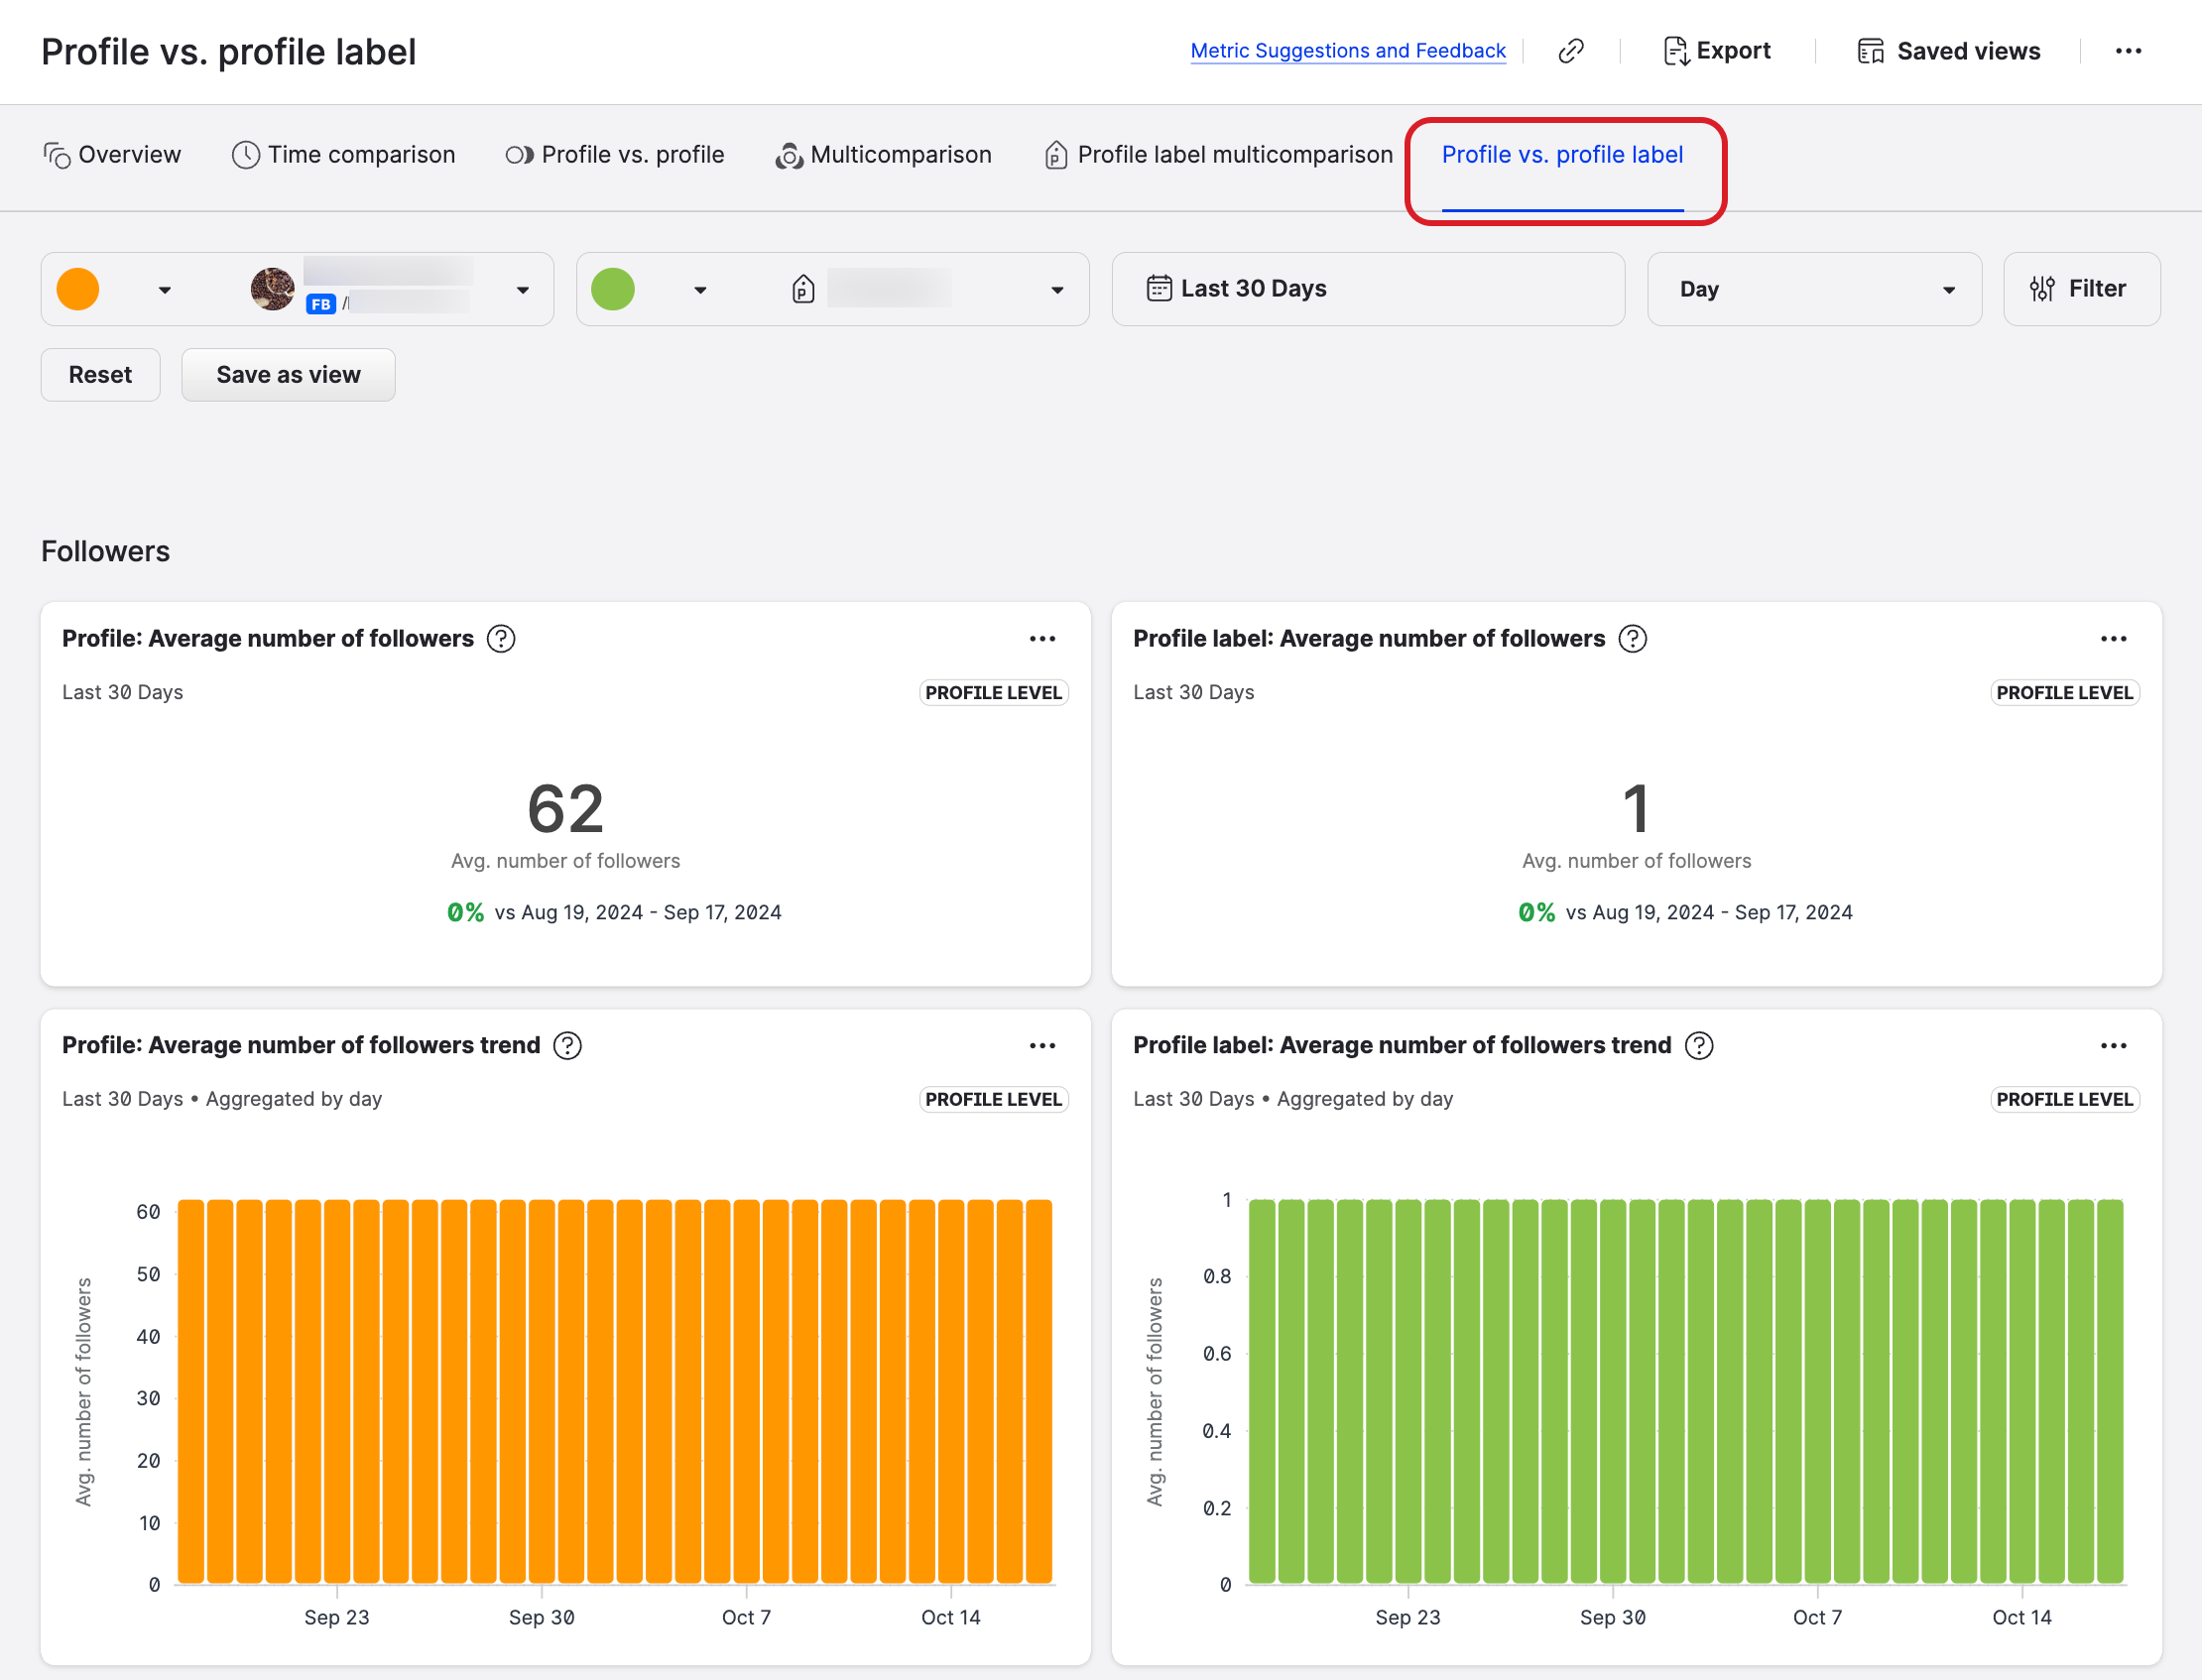 Profile vs. profile label
Metric Suggestions and Feedback
Export
Saved views
Overview
Time comparison
Profile vs. profile
Multicomparison
Profile label multicomparison
Profile vs. profile label
FB /
Last 30 Days
Day
Filter
Reset
Save as view
Followers
Profile: Average number of followers ?
Last 30 Days
PROFILE LEVEL
62
Avg. number of followers
0% vs Aug 19, 2024 - Sep 17, 2024
Profile label: Average number of followers ?
Last 30 Days
PROFILE LEVEL
1
Avg. number of followers
0% vs Aug 19, 2024 - Sep 17, 2024
Profile: Average number of followers trend ?
Last 30 Days • Aggregated by day
PROFILE LEVEL
Avg. number of followers
60
50
40
30
20
10
0
Sep 23
Sep 30
Oct 7
Oct 14
Profile label: Average number of followers trend ?
Last 30 Days • Aggregated by day
PROFILE LEVEL
Avg. number of followers
1
0.8
0.6
0.4
0.2
0
Sep 23
Sep 30
Oct 7
Oct 14